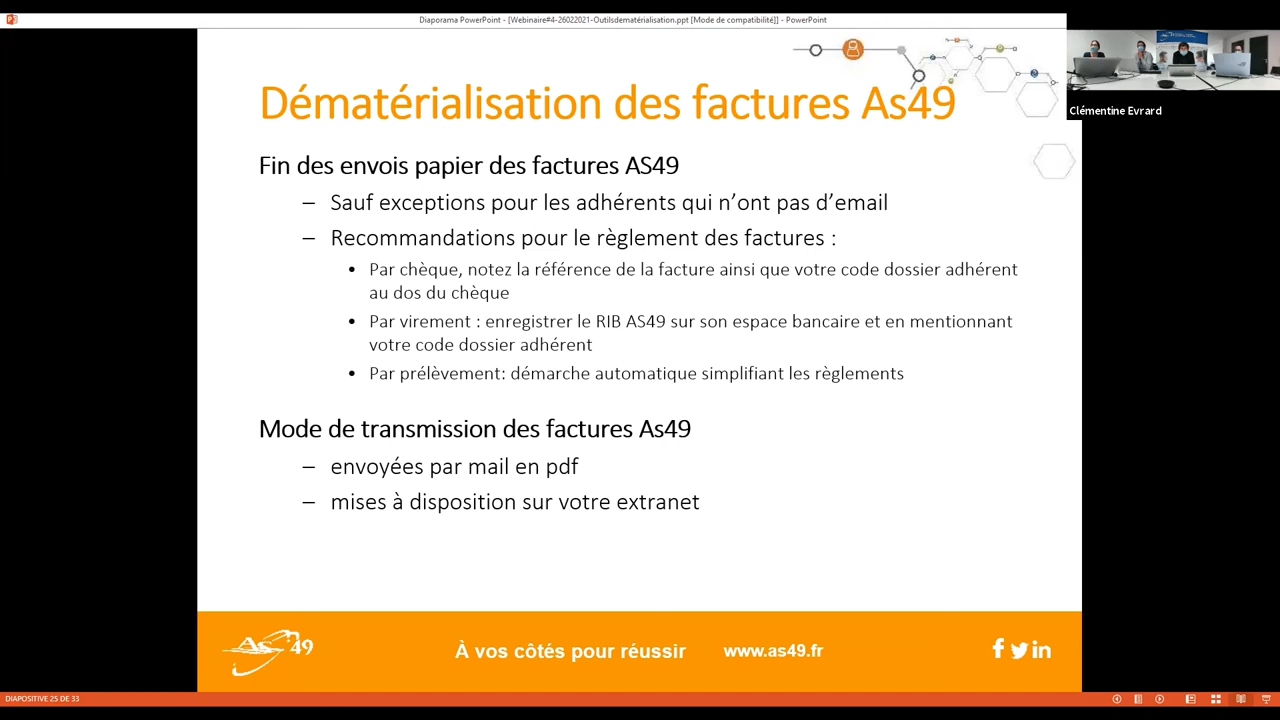 Diaporama PowerPoint - [Webinaire#4-26022021-Outilsdematérialisation.ppt [Mode de compatibilité]] - PowerPoint
Clémentine Evrard
Dématérialisation des factures As49
Fin des envois papier des factures AS49
– Sauf exceptions pour les adhérents qui n’ont pas d’email
– Recommandations pour le règlement des factures :
• Par chèque, notez la référence de la facture ainsi que votre code dossier adhérent
au dos du chèque
• Par virement : enregistrer le RIB AS49 sur son espace bancaire et en mentionnant
votre code dossier adhérent
• Par prélèvement: démarche automatique simplifiant les règlements
Mode de transmission des factures As49
– envoyées par mail en pdf
– mises à disposition sur votre extranet
As 49
À vos côtés pour réussir
www.as49.fr
DIAPOSITIVE 25 DE 33